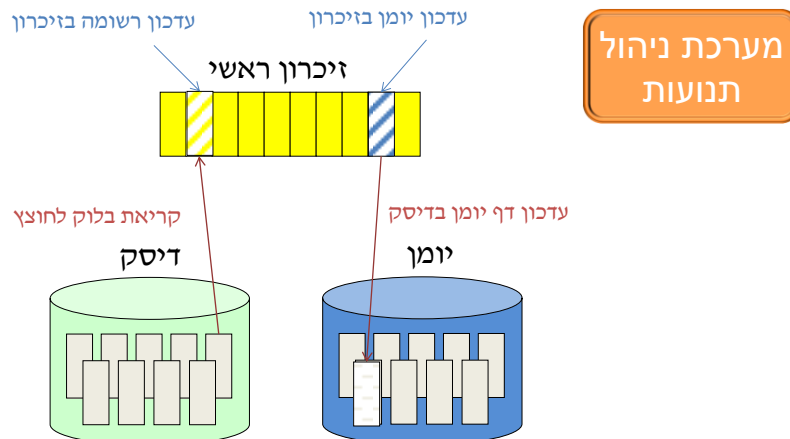 מערכת ניהול
תנועות
עדכון יומן בזיכרון
עדכון רשומה בזיכרון
זיכרון ראשי
עדכון דף יומן בדיסק
קריאת בלוק לחוצץ
יומן
דיסק